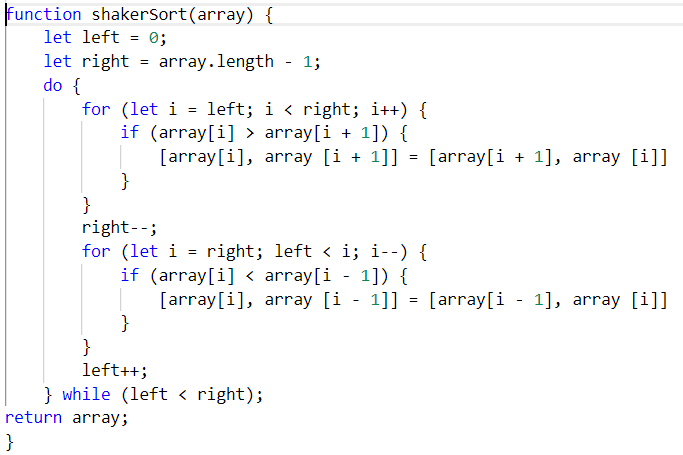 function shakerSort(array) {
    let left = 0;
    let right = array.length - 1;
    do {
        for (let i = left; i < right; i++) {
            if (array[i] > array[i + 1]) {
                [array[i], array [i + 1]] = [array[i + 1], array [i]]
            }
        }
        right--;
        for (let i = right; left < i; i--) {
            if (array[i] < array[i - 1]) {
                [array[i], array [i - 1]] = [array[i - 1], array [i]]
            }
        }
        left++;
    } while (left < right);
return array;
}